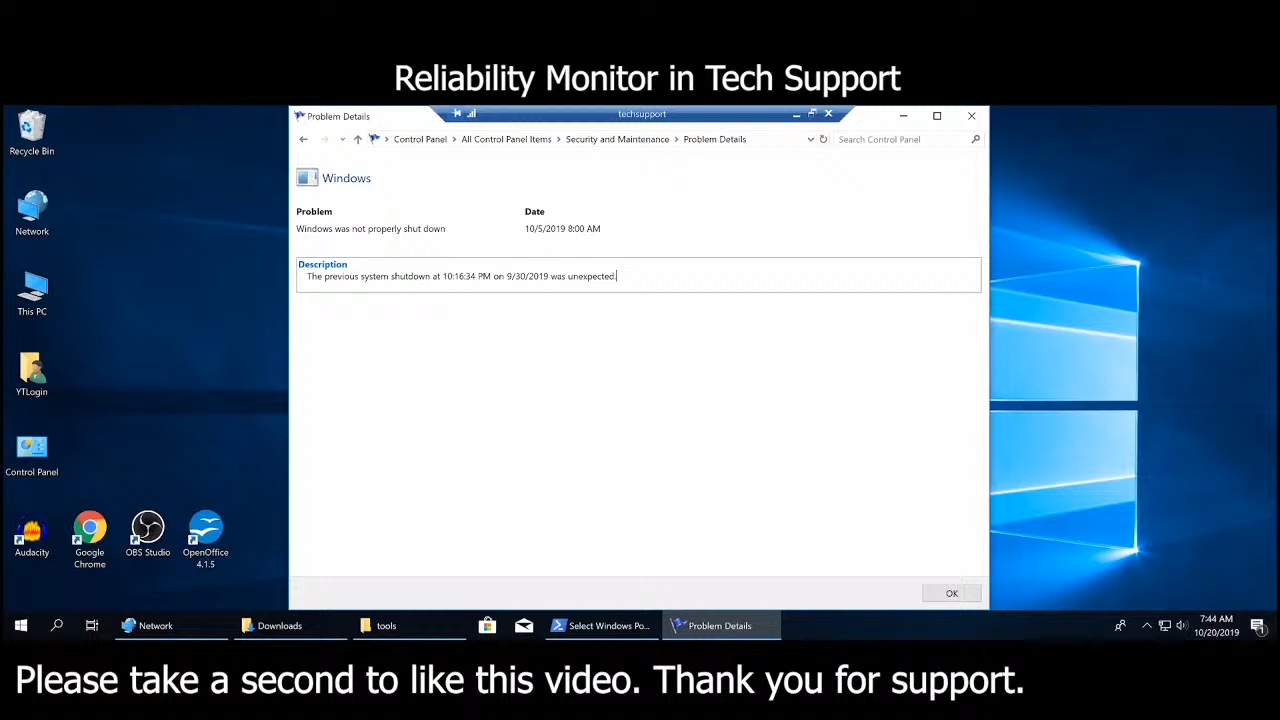 Reliability Monitor in Tech Support
techsupport
Problem Details
Control Panel > All Control Panel Items > Security and Maintenance > Problem Details
Search Control Panel
Windows
Problem Date
Windows was not properly shut down 10/5/2019 8:00 AM
Description
The previous system shutdown at 10:16:34 PM on 9/30/2019 was unexpected.
OK
Recycle Bin
Network
This PC
YTLogin
Control Panel
Audacity
Google
Chrome
OBS Studio
OpenOffice
4.1.5
Network
Downloads
tools
Select Windows Po...
Problem Details
7:44 AM
10/20/2019
1
Please take a second to like this video. Thank you for support.